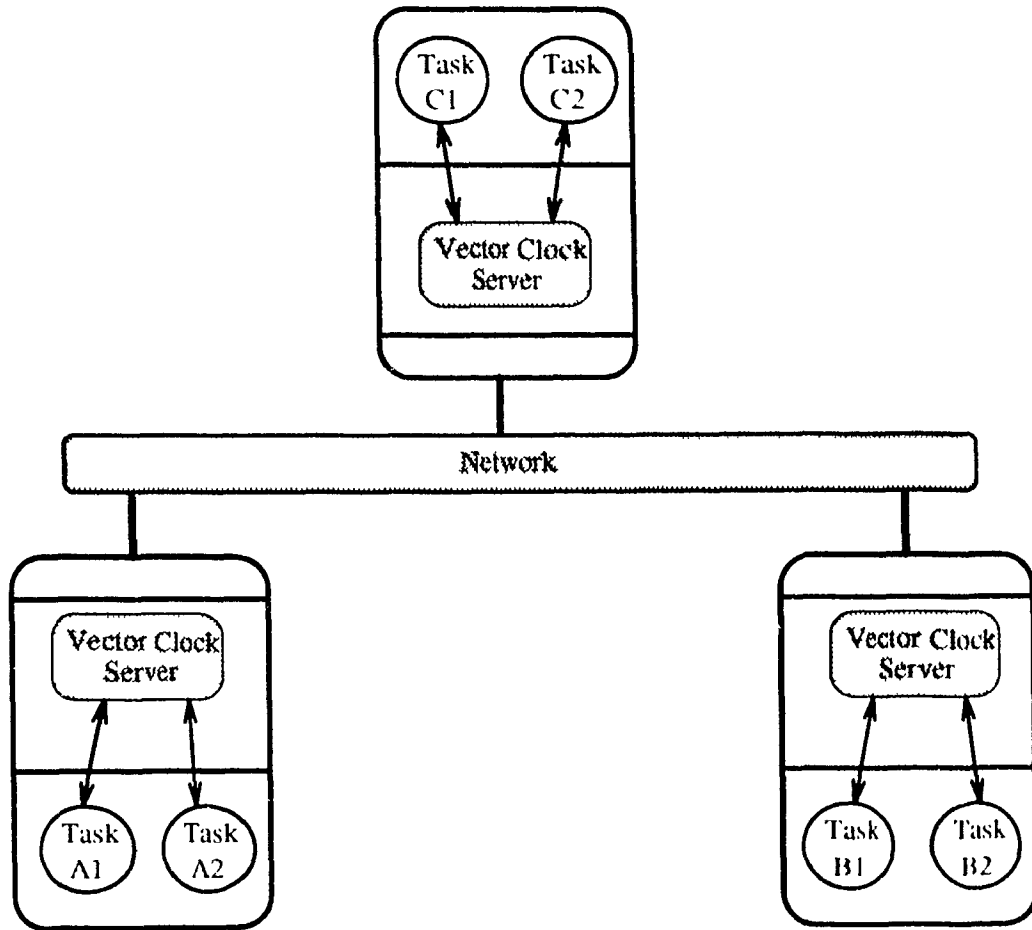 Task
C1
Task
C2
Vector Clock
Server
Network
Vector Clock
Server
Task
A1
Task
A2
Vector Clock
Server
Task
B1
Task
B2